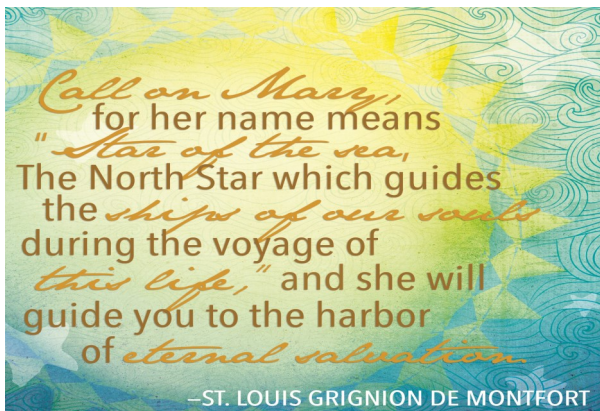 Call on Mary,
for her name means
"Star of the sea,
The North Star which guides
the ships of our souls
during the voyage of
this life," and she will
guide you to the harbor
of eternal salvation.
–ST. LOUIS GRIGNION DE MONTFORT